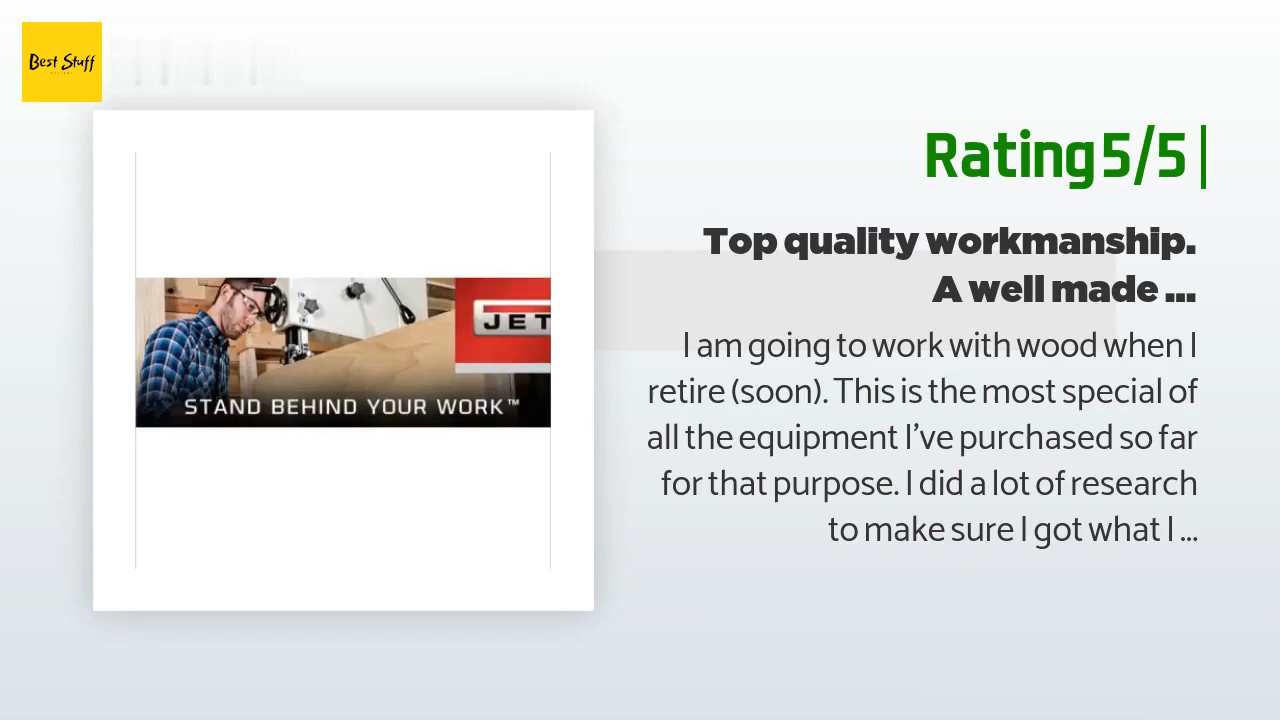 Best Stuff
Rating 5/5 |
Top quality workmanship.
A well made ...
I am going to work with wood when I
retire (soon). This is the most special of
all the equipment I've purchased so far
for that purpose. I did a lot of research
to make sure I got what I ...
JET
STAND BEHIND YOUR WORK™